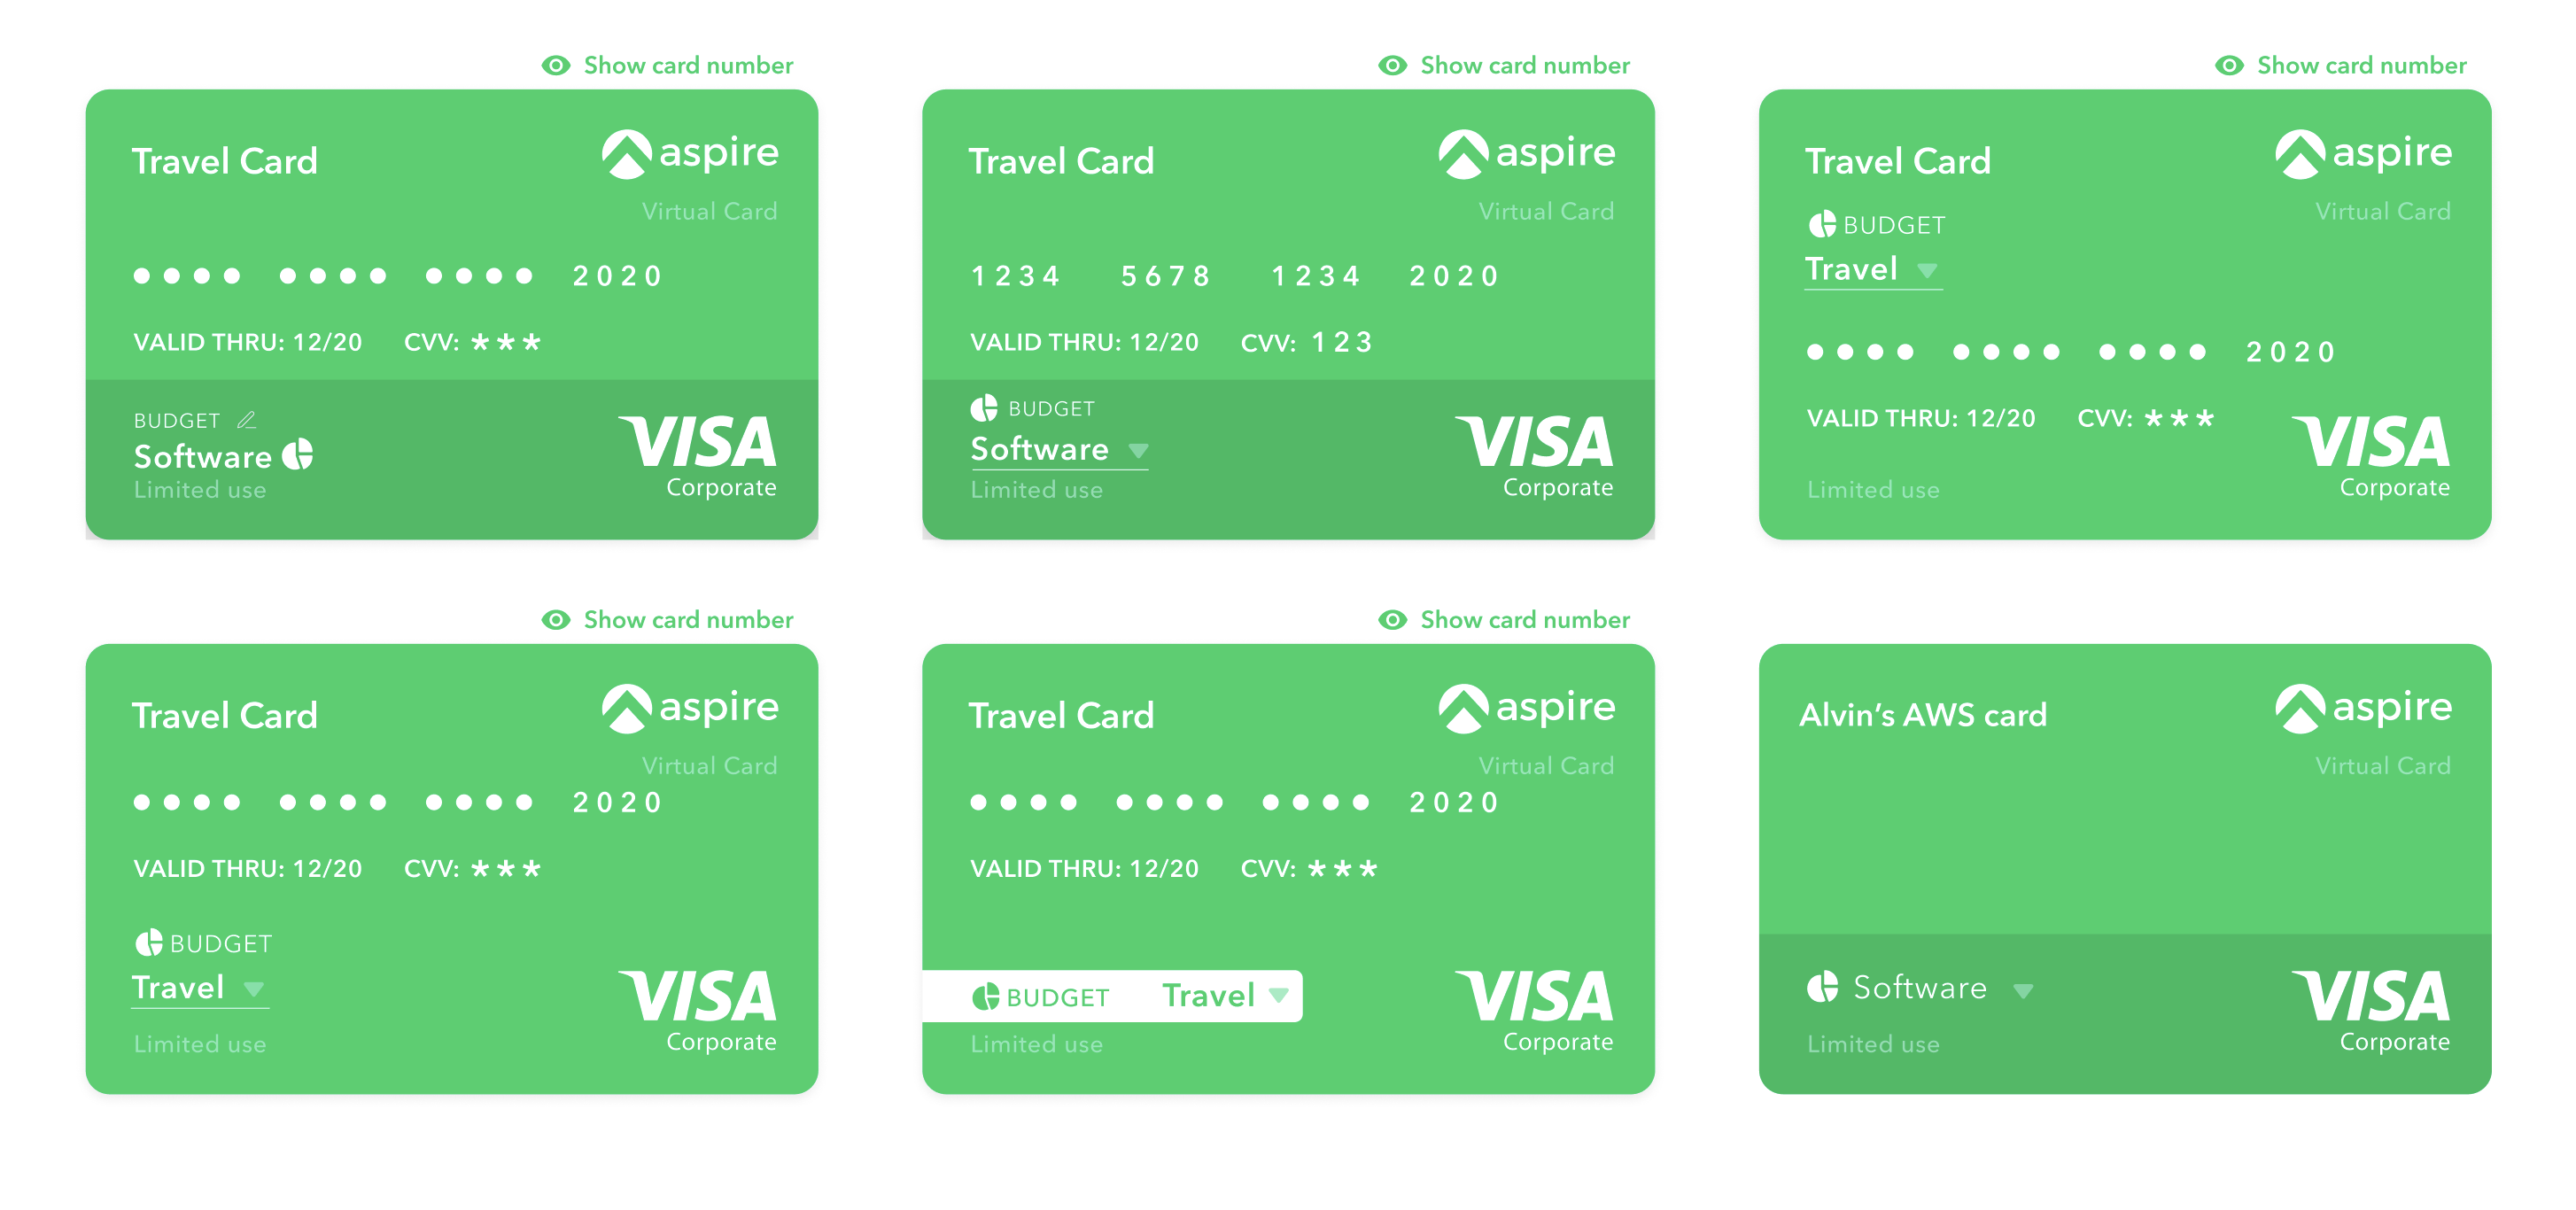 Show card number
Travel Card
aspire
Virtual Card
●●●● ●●●● ●●●● 2020
VALID THRU: 12/20 CVV: ***
BUDGET
Software
Limited use
VISA
Corporate
Show card number
Travel Card
aspire
Virtual Card
1234 5678 1234 2020
VALID THRU: 12/20 CVV: 123
BUDGET
Software
Limited use
VISA
Corporate
Show card number
Travel Card
aspire
Virtual Card
BUDGET
Travel
●●●● ●●●● ●●●● 2020
VALID THRU: 12/20 CVV: ***
Limited use
VISA
Corporate
Show card number
Travel Card
aspire
Virtual Card
●●●● ●●●● ●●●● 2020
VALID THRU: 12/20 CVV: ***
BUDGET
Travel
Limited use
VISA
Corporate
Show card number
Travel Card
aspire
Virtual Card
●●●● ●●●● ●●●● 2020
VALID THRU: 12/20 CVV: ***
BUDGET Travel
Limited use
VISA
Corporate
Alvin’s AWS card
aspire
Virtual Card
Software
Limited use
VISA
Corporate